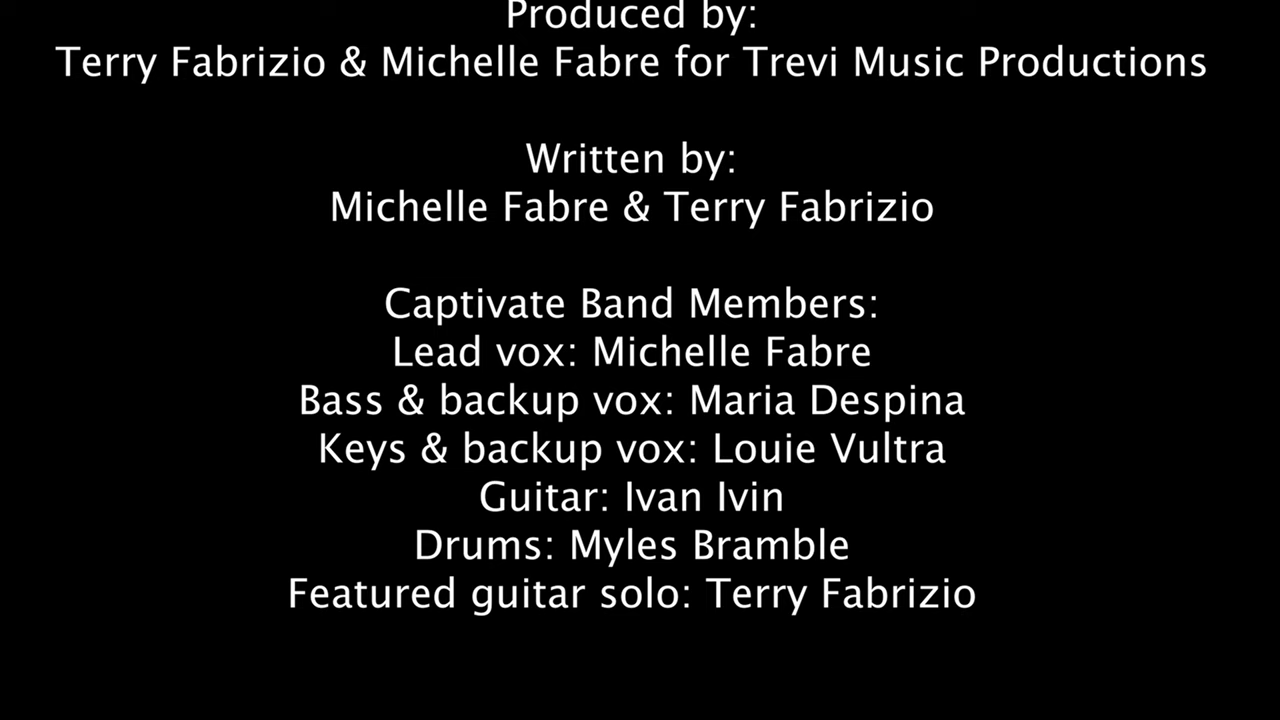 Produced by:
Terry Fabrizio & Michelle Fabre for Trevi Music Productions
Written by:
Michelle Fabre & Terry Fabrizio
Captivate Band Members:
Lead vox: Michelle Fabre
Bass & backup vox: Maria Despina
Keys & backup vox: Louie Vultra
Guitar: Ivan Ivin
Drums: Myles Bramble
Featured guitar solo: Terry Fabrizio